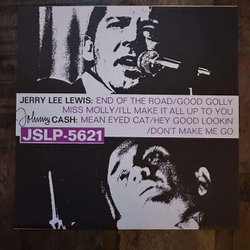 JERRY LEE LEWIS: END OF THE ROAD/GOOD GOLLY
MISS MOLLY/I'LL MAKE IT ALL UP TO YOU
Johnny CASH: MEAN EYED CAT/HEY GOOD LOOKIN'
/DON'T MAKE ME GO
JSLP-5621